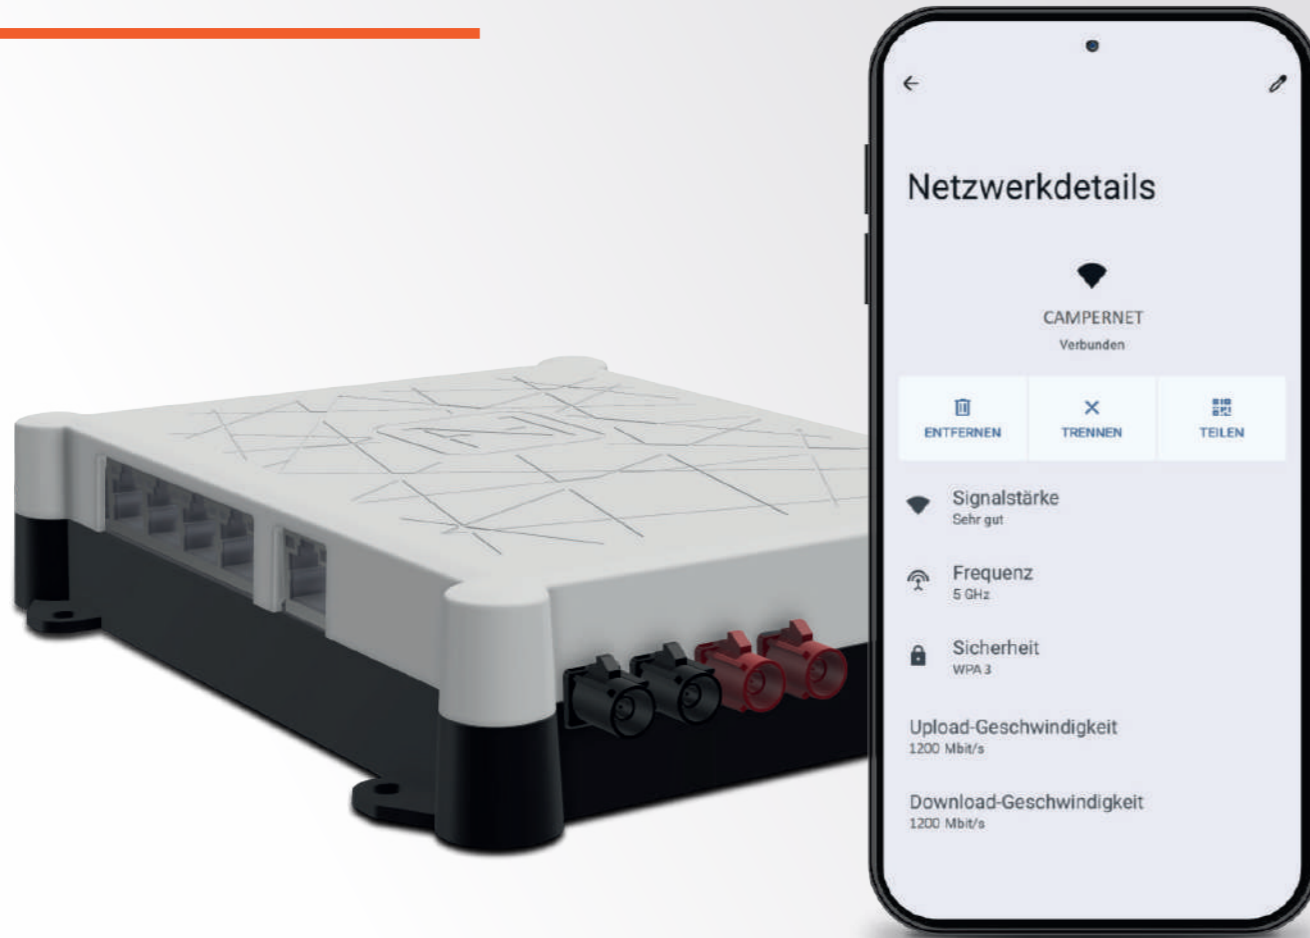 Netzwerkdetails
CAMPERNET
Verbunden
ENTFERNEN
TRENNEN
TEILEN
Signalstärke
Sehr gut
Frequenz
5 GHz
Sicherheit
WPA 3
Upload-Geschwindigkeit
1200 Mbit/s
Download-Geschwindigkeit
1200 Mbit/s